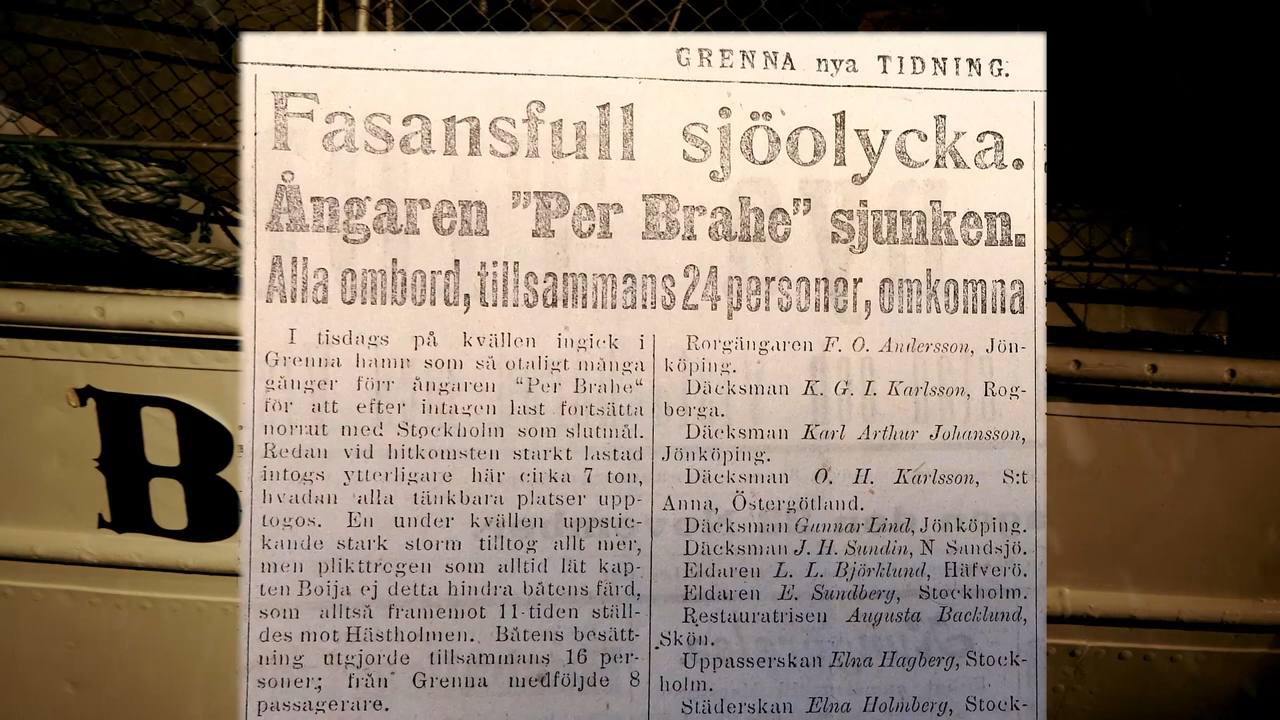 GRENNA nya TIDNING.
Fasansfull sjöolycka.
Ångaren "Per Brahe" sjunken.
Alla ombord, tillsammans 24 personer, omkomna
I tisdags på kvällen ingick i
Grenna hamn som så otaligt många
gånger förr ångaren “Per Brahe“
för att efter intagen last fortsätta
norrut med Stockholm som slutmål.
Redan vid hitkomsten starkt lastad
intogs ytterligare här cirka 7 ton,
hvadan alla tänkbara platser upp-
togos. En under kvällen uppstic-
kande stark storm tilltog allt mer,
men plikttrogen som alltid lät kap-
ten Boija ej detta hindra båtens färd,
som alltså framemot 11-tiden ställ-
des mot Hästholmen. Båtens besätt-
ning utgjorde tillsammans 16 per-
soner; från Grenna medföljde 8
passagerare.
Rorgängaren F. O. Andersson, Jön-
köping.
Däcksman K. G. I. Karlsson, Rog-
berga.
Däcksman Karl Arthur Johansson,
Jönköping.
Däcksman O. H. Karlsson, S:t
Anna, Östergötland.
Däcksman Gunnar Lind, Jönköping.
Däcksman J. H. Sundin, N Sandsjö.
Eldaren L. L. Björklund, Häfverö.
Eldaren E. Sundberg, Stockholm.
Restauratrisen Augusta Backlund,
Skön.
Uppasserskan Elna Hagberg, Stock-
holm.
Städerskan Elna Holmberg, Stock-
B